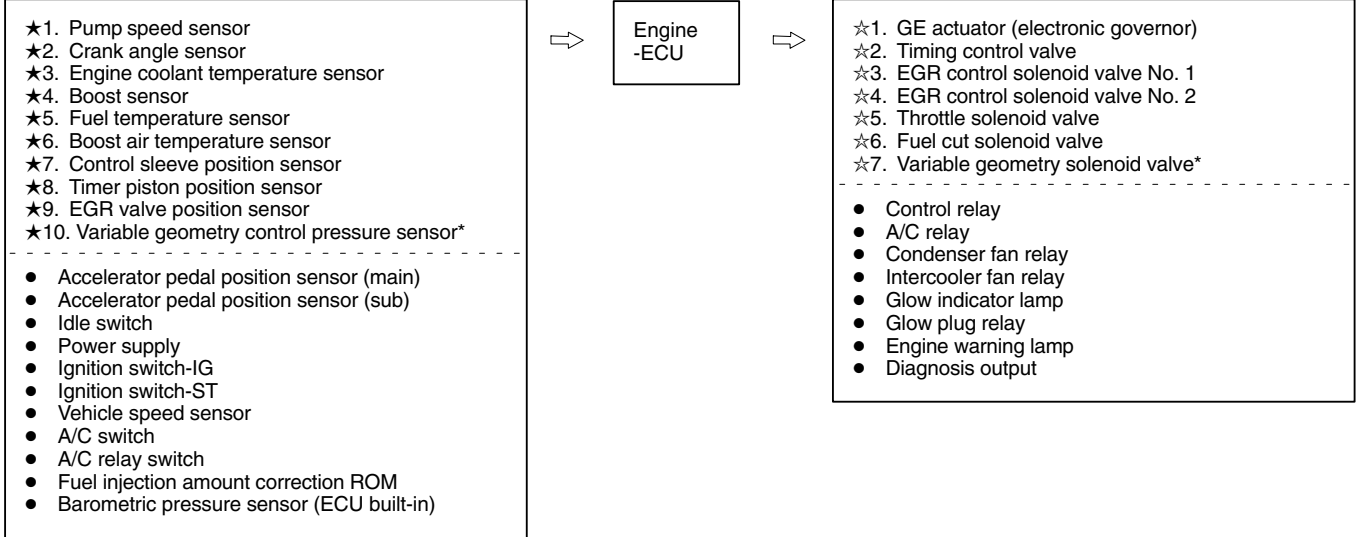 ★1. Pump speed sensor
★2. Crank angle sensor
★3. Engine coolant temperature sensor
★4. Boost sensor
★5. Fuel temperature sensor
★6. Boost air temperature sensor
★7. Control sleeve position sensor
★8. Timer piston position sensor
★9. EGR valve position sensor
★10. Variable geometry control pressure sensor*
● Accelerator pedal position sensor (main)
● Accelerator pedal position sensor (sub)
● Idle switch
● Power supply
● Ignition switch-IG
● Ignition switch-ST
● Vehicle speed sensor
● A/C switch
● A/C relay switch
● Fuel injection amount correction ROM
● Barometric pressure sensor (ECU built-in)
⇨
Engine
-ECU
⇨
☆1. GE actuator (electronic governor)
☆2. Timing control valve
☆3. EGR control solenoid valve No. 1
☆4. EGR control solenoid valve No. 2
☆5. Throttle solenoid valve
☆6. Fuel cut solenoid valve
☆7. Variable geometry solenoid valve*
● Control relay
● A/C relay
● Condenser fan relay
● Intercooler fan relay
● Glow indicator lamp
● Glow plug relay
● Engine warning lamp
● Diagnosis output